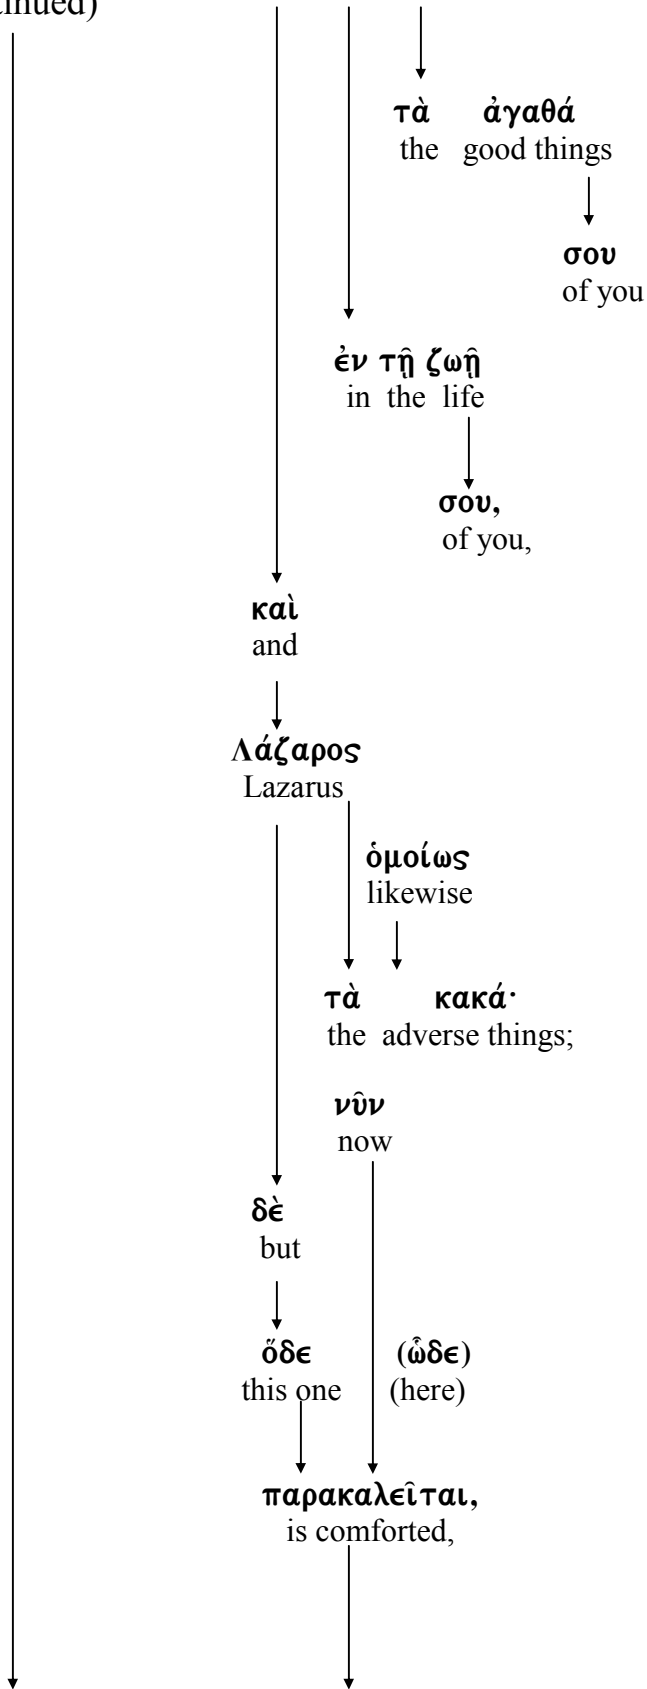 tinued)
τὰ ἀγαθά
the good things
σου
of you
ἐν τῇ ζωῇ
in the life
σου,
of you,
καὶ
and
Λάζαρος
Lazarus
ὁμοίως
likewise
τὰ κακά·
the adverse things;
νῦν
now
δὲ
but
ὅδε (ὧδε)
this one (here)
παρακαλεῖται,
is comforted,